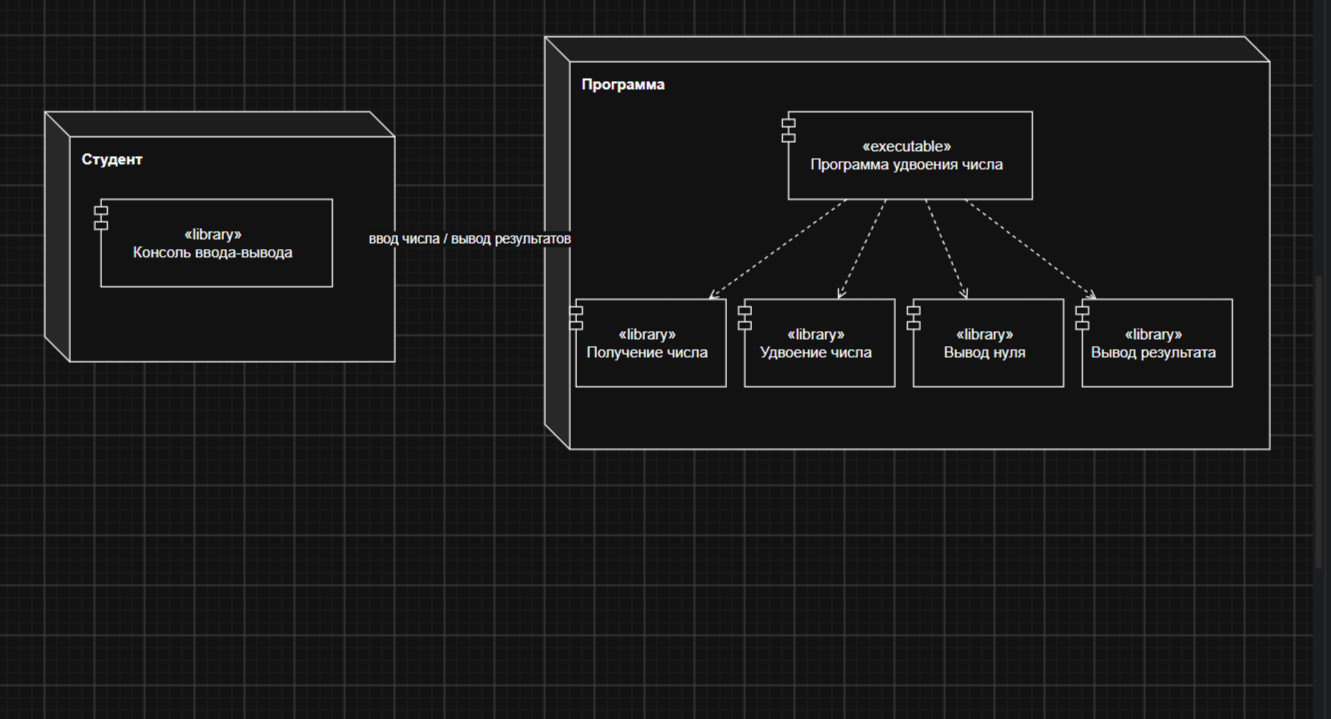 Программа
«executable»
Программа удвоения числа
Студент
«library»
Консоль ввода-вывода
ввод числа / вывод результатов
«library»
Получение числа
«library»
Удвоение числа
«library»
Вывод нуля
«library»
Вывод результата